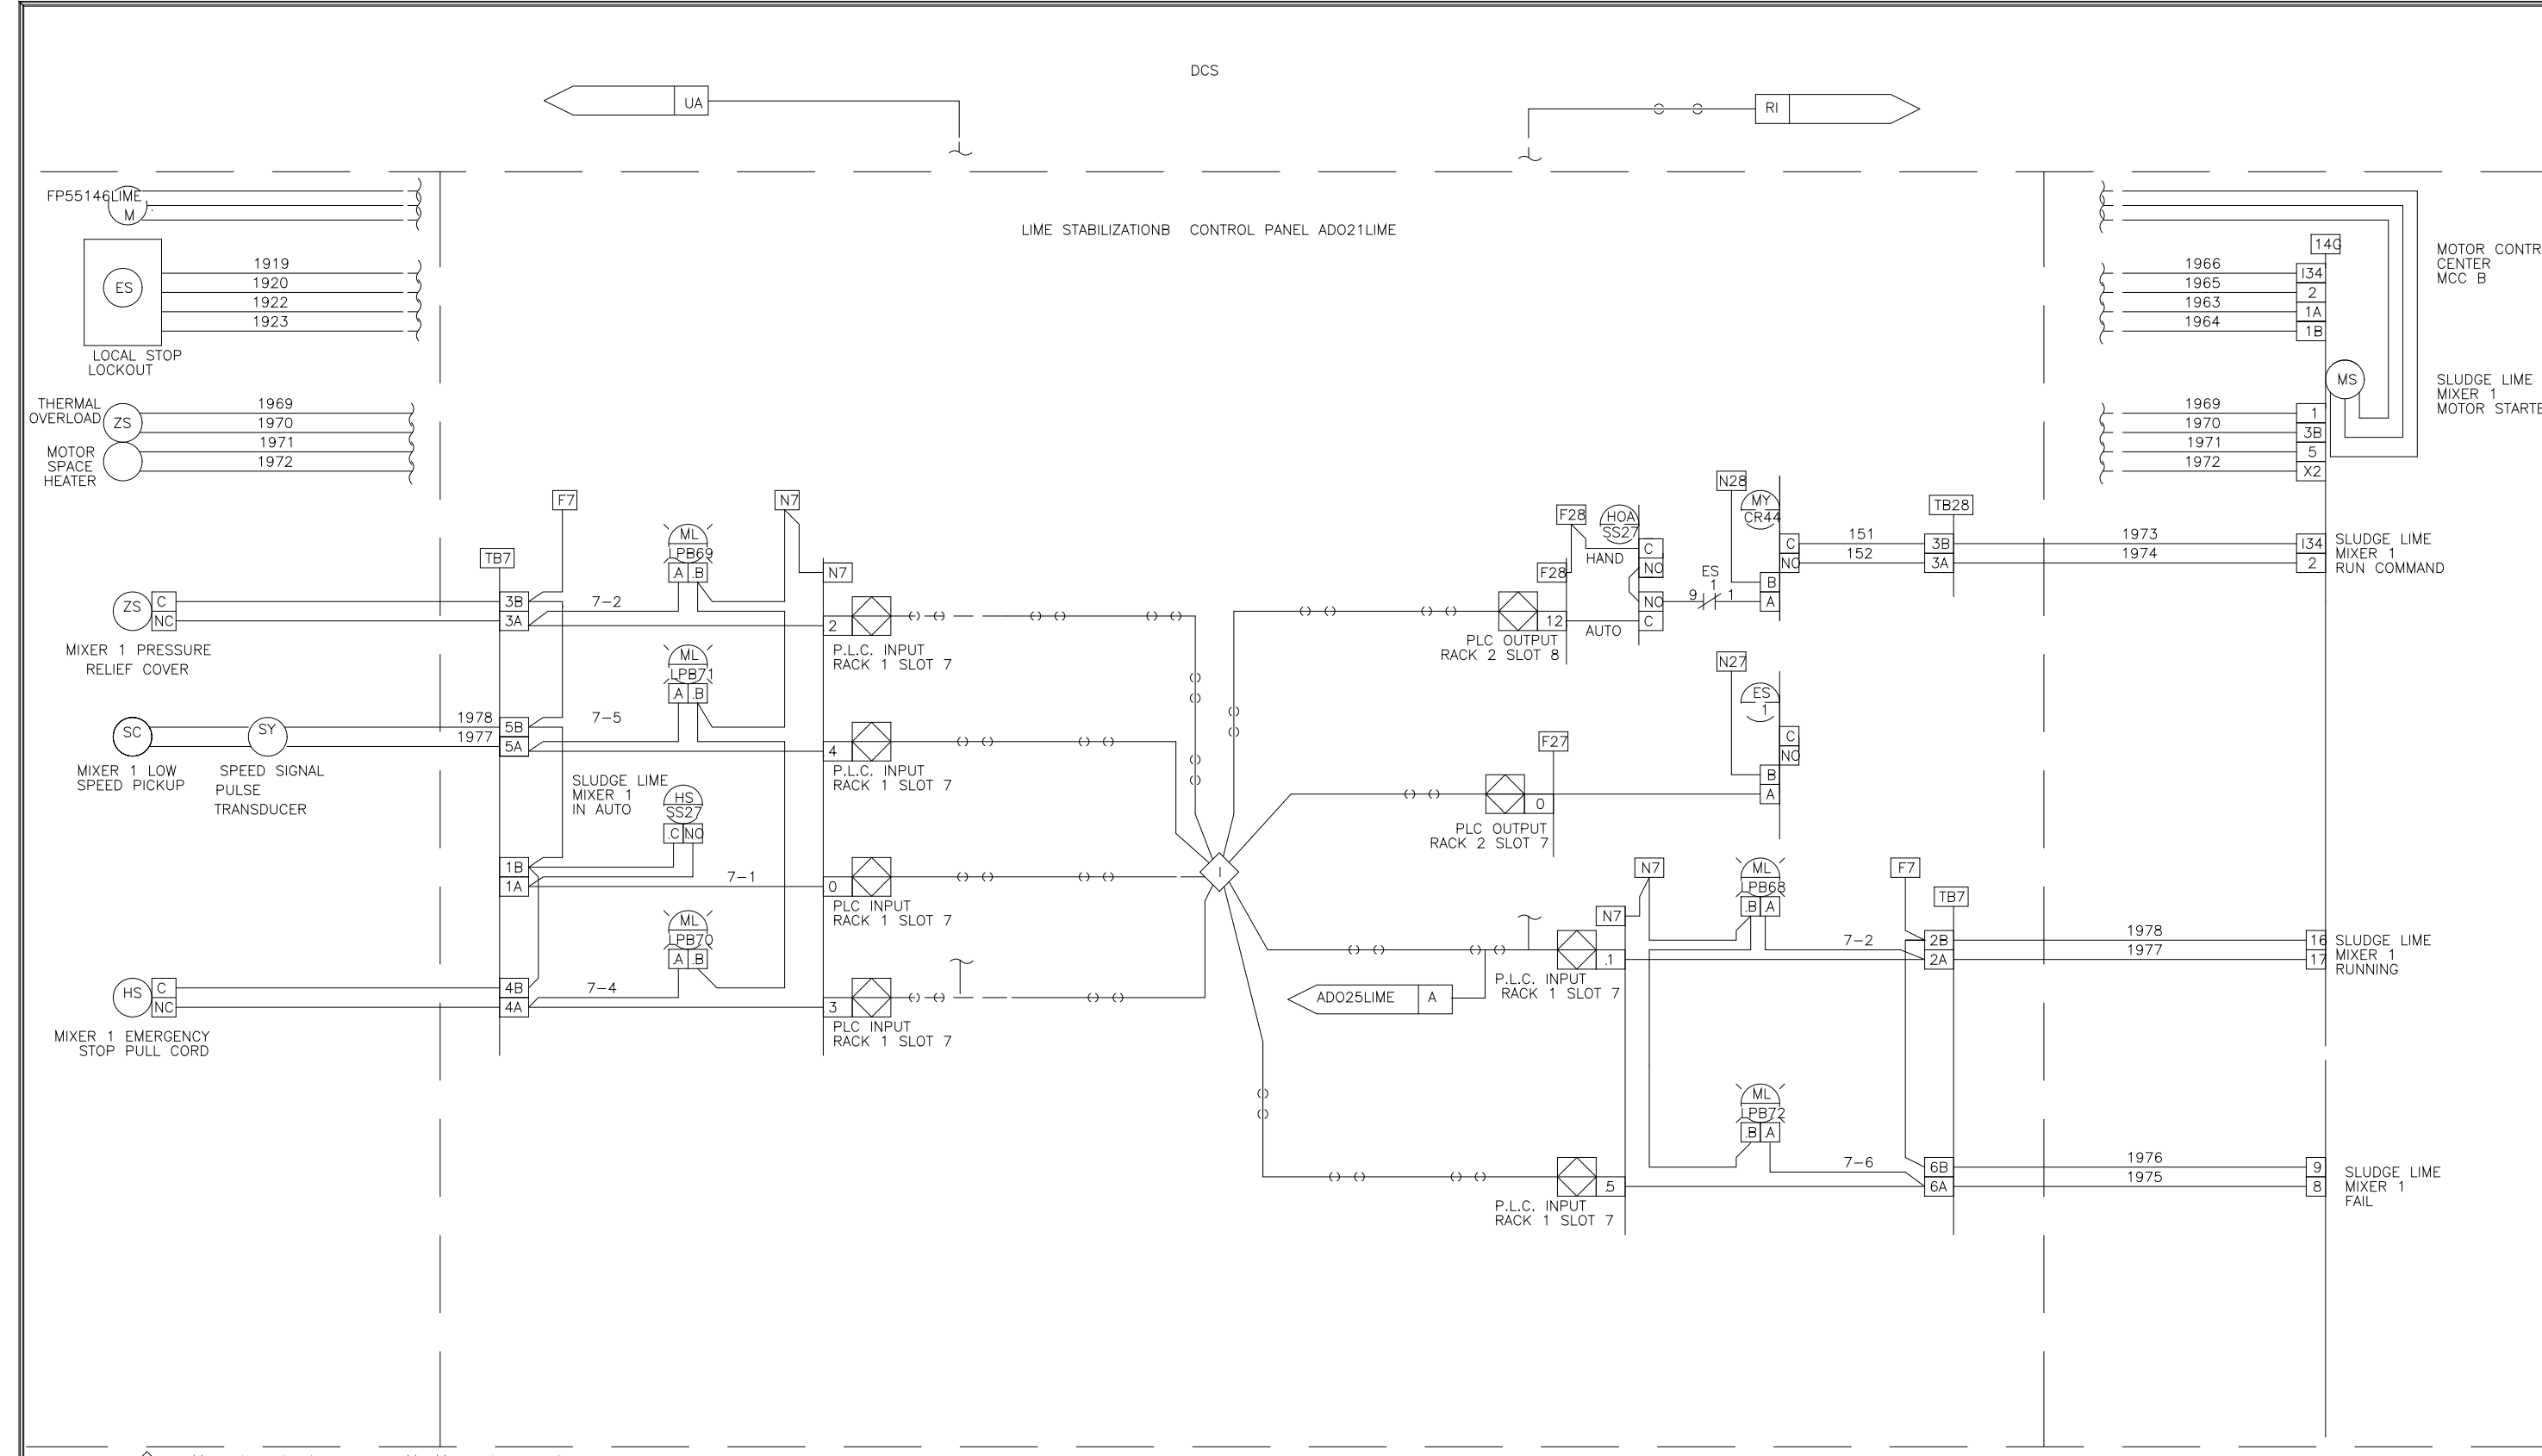 DCS
UA
RI
FP55146LIME
M
LIME STABILIZATIONB CONTROL PANEL ADO21LIME
ES
1919
1920
1922
1923
LOCAL STOP
LOCKOUT
THERMAL
OVERLOAD
ZS
1969
1970
1971
1972
MOTOR
SPACE
HEATER
14G
MOTOR CONTR
CENTER
MCC B
1966
1965
1963
1964
I34
2
1A
1B
MS
SLUDGE LIME
MIXER 1
MOTOR STARTE
1969
1970
1971
1972
1
3B
5
X2
F7
N7
TB7
ML
LPB69
A .B
N7
ZS
C
NC
3B
3A
7-2
2
MIXER 1 PRESSURE
RELIEF COVER
P.L.C. INPUT
RACK 1 SLOT 7
ML
LPB71
A .B
SC
SY
1978
1977
5B
5A
7-5
4
MIXER 1 LOW
SPEED PICKUP
SPEED SIGNAL
PULSE
TRANSDUCER
P.L.C. INPUT
RACK 1 SLOT 7
SLUDGE LIME
MIXER 1
IN AUTO
HS
SS27
.C NO
1B
1A
7-1
0
PLC INPUT
RACK 1 SLOT 7
ML
LPB70
A .B
HS
C
NC
4B
4A
7-4
3
MIXER 1 EMERGENCY
STOP PULL CORD
PLC INPUT
RACK 1 SLOT 7
I
F28
HOA
SS27
HAND
C
NO
F28
12
NO
C
AUTO
PLC OUTPUT
RACK 2 SLOT 8
ES
1
9
1
N28
MY
CR44
C
NO
B
A
151
152
TB28
3B
3A
1973
1974
I34
2
SLUDGE LIME
MIXER 1
RUN COMMAND
N27
ES
1
C
NO
B
A
F27
0
PLC OUTPUT
RACK 2 SLOT 7
N7
ML
LPB68
.B A
F7
TB7
N7
.1
7-2
2B
2A
1978
1977
16
17
SLUDGE LIME
MIXER 1
RUNNING
P.L.C. INPUT
RACK 1 SLOT 7
ADO25LIME A
ML
LPB72
.B A
.5
7-6
6B
6A
1976
1975
9
8
SLUDGE LIME
MIXER 1
FAIL
P.L.C. INPUT
RACK 1 SLOT 7